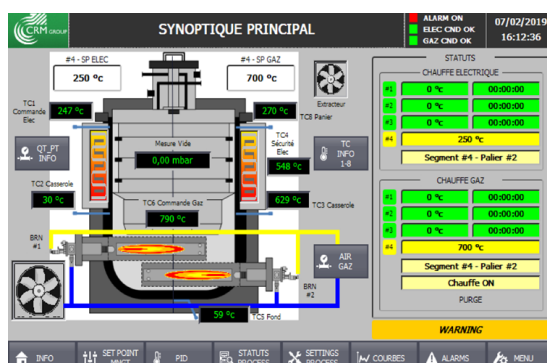 CRM GROUP
SYNOPTIQUE PRINCIPAL
ALARM ON
ELEC CND OK
GAZ CND OK
07/02/2019
16:12:36
#4 - SP ELEC
250 °c
#4 - SP GAZ
700 °c
Extracteur
TC1
Commande
Elec
247 °c
270 °c
TC8 Panier
QT_PT
INFO
Mesure Vide
0,00 mbar
TC4
Sécurité
Elec
548 °c
TC
INFO
1-8
TC2 Casserole
30 °c
TC6 Commande Gaz
790 °c
629 °c
TC3 Casserole
BRN
#1
BRN
#2
AIR
GAZ
59 °c
TC5 Fond
STATUTS
CHAUFFE ELECTRIQUE
#1 0 °c 00:00:00
#2 0 °c 00:00:00
#3 0 °c 00:00:00
#4 250 °c
Segment #4 - Palier #2
CHAUFFE GAZ
#1 0 °c 00:00:00
#2 0 °c 00:00:00
#3 0 °c 00:00:00
#4 700 °c
Segment #4 - Palier #2
Chauffe ON
PURGE
WARNING
INFO
SET POINT
MNGT
PID
STATUTS
PROCESS
SETTINGS
PROCESS
COURBES
ALARMS
MENU